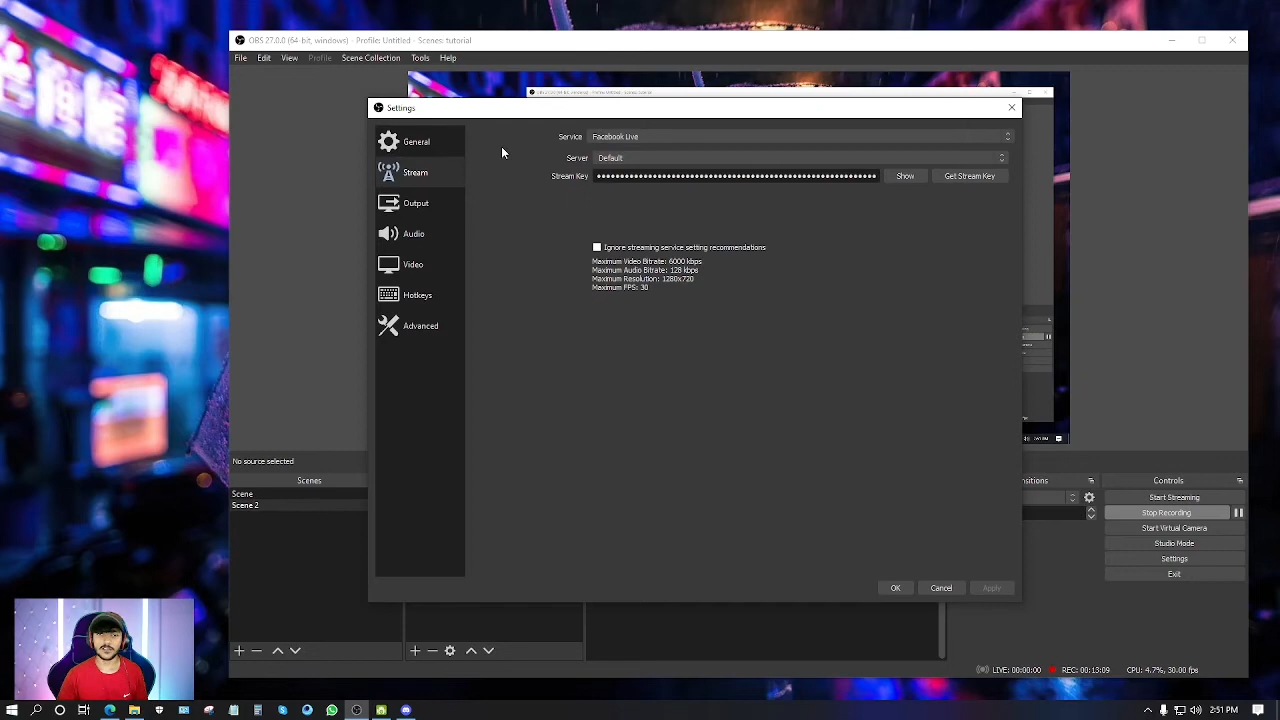 OBS 27.0.0 (64-bit, windows) - Profile: Untitled - Scenes: tutorial
File Edit View Profile Scene Collection Tools Help
Settings
General
Stream
Output
Audio
Video
Hotkeys
Advanced
Service Facebook Live
Server Default
Stream Key Show Get Stream Key
Ignore streaming service setting recommendations
Maximum Video Bitrate: 6000 kbps
Maximum Audio Bitrate: 128 kbps
Maximum Resolution: 1280x720
Maximum FPS: 30
OK Cancel Apply
No source selected
Scenes
Scene
Scene 2
nsitions
Controls
Start Streaming
Stop Recording
Start Virtual Camera
Studio Mode
Settings
Exit
LIVE: 00:00:00 REC: 00:13:09 CPU: 4.7%, 30.00 fps
2:51 PM